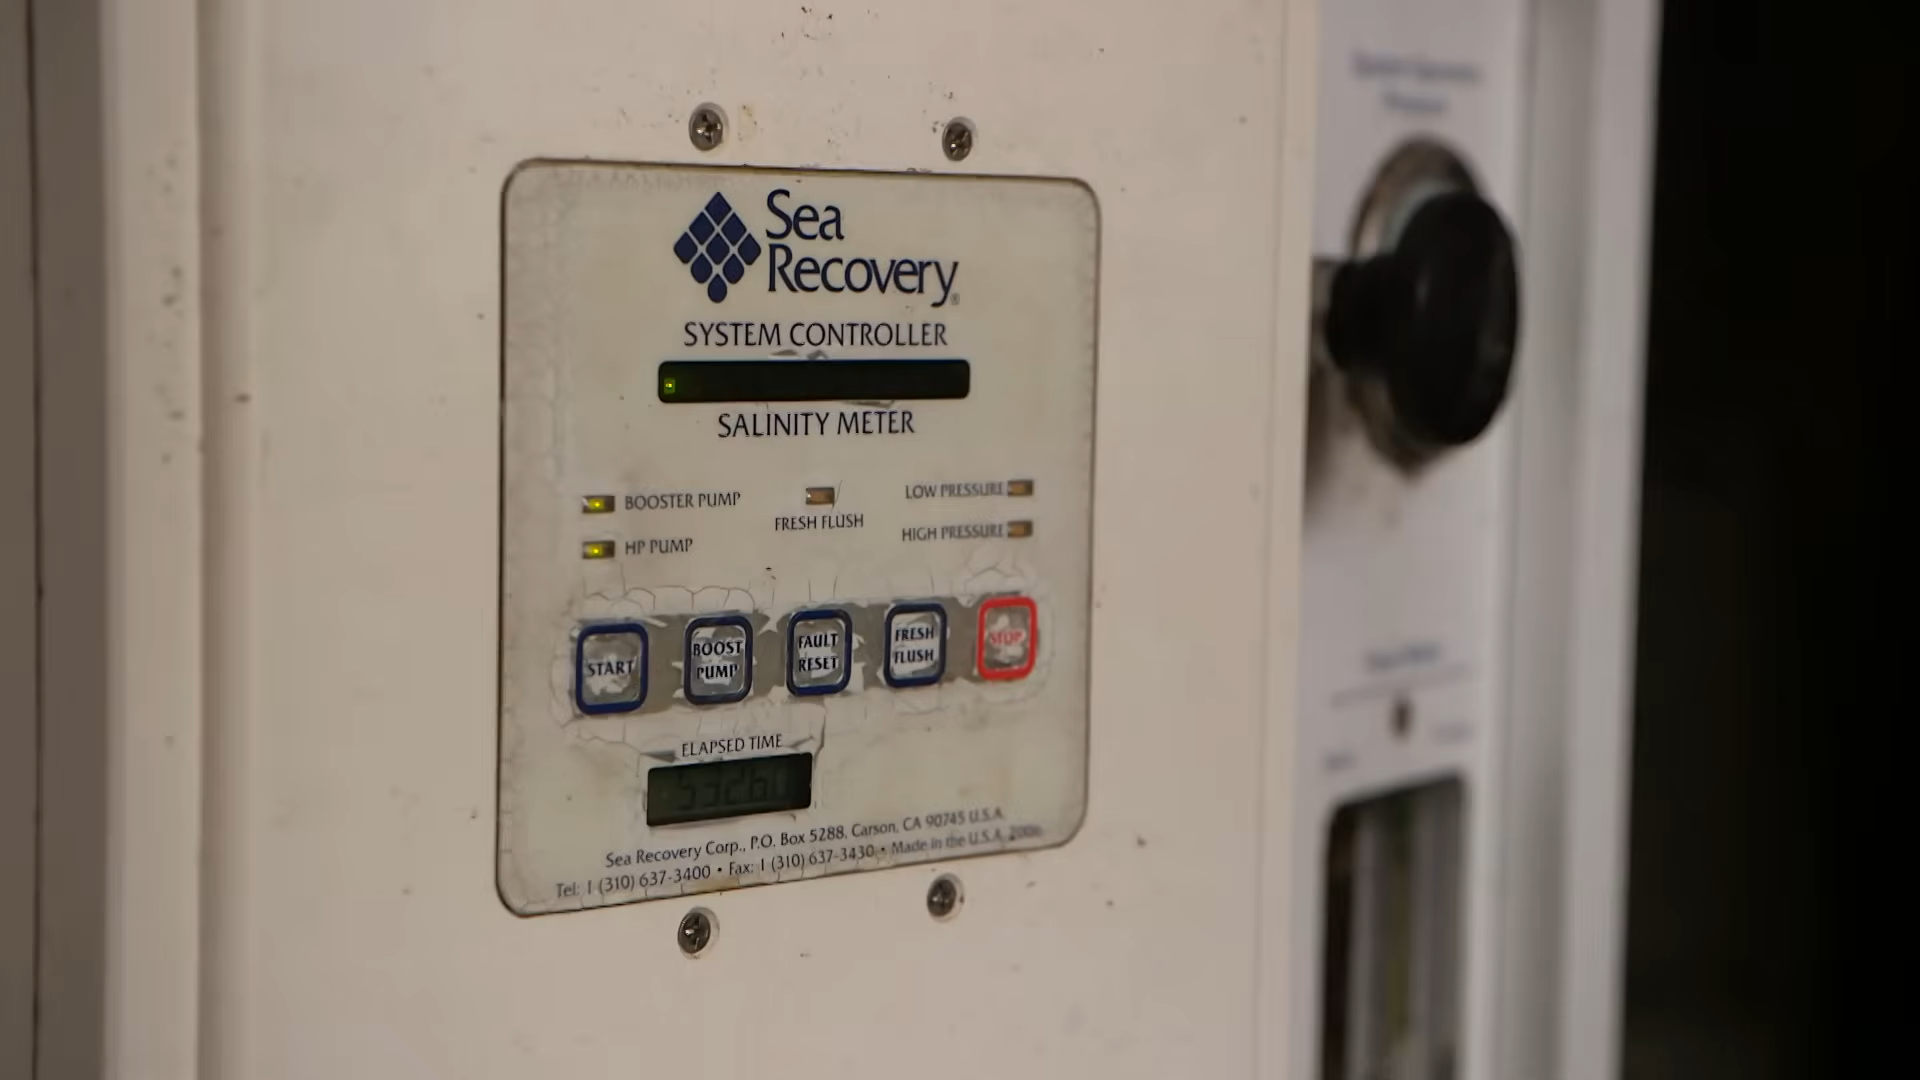 Sea
Recovery®
SYSTEM CONTROLLER
SALINITY METER
BOOSTER PUMP
HP PUMP
FRESH FLUSH
LOW PRESSURE
HIGH PRESSURE
START
BOOST
PUMP
FAULT
RESET
FRESH
FLUSH
STOP
ELAPSED TIME
53260
Sea Recovery Corp., P.O. Box 5288, Carson, CA 90745 U.S.A.
Tel: 1 (310) 637-3400 • Fax: 1 (310) 637-3430 • Made in the U.S.A.